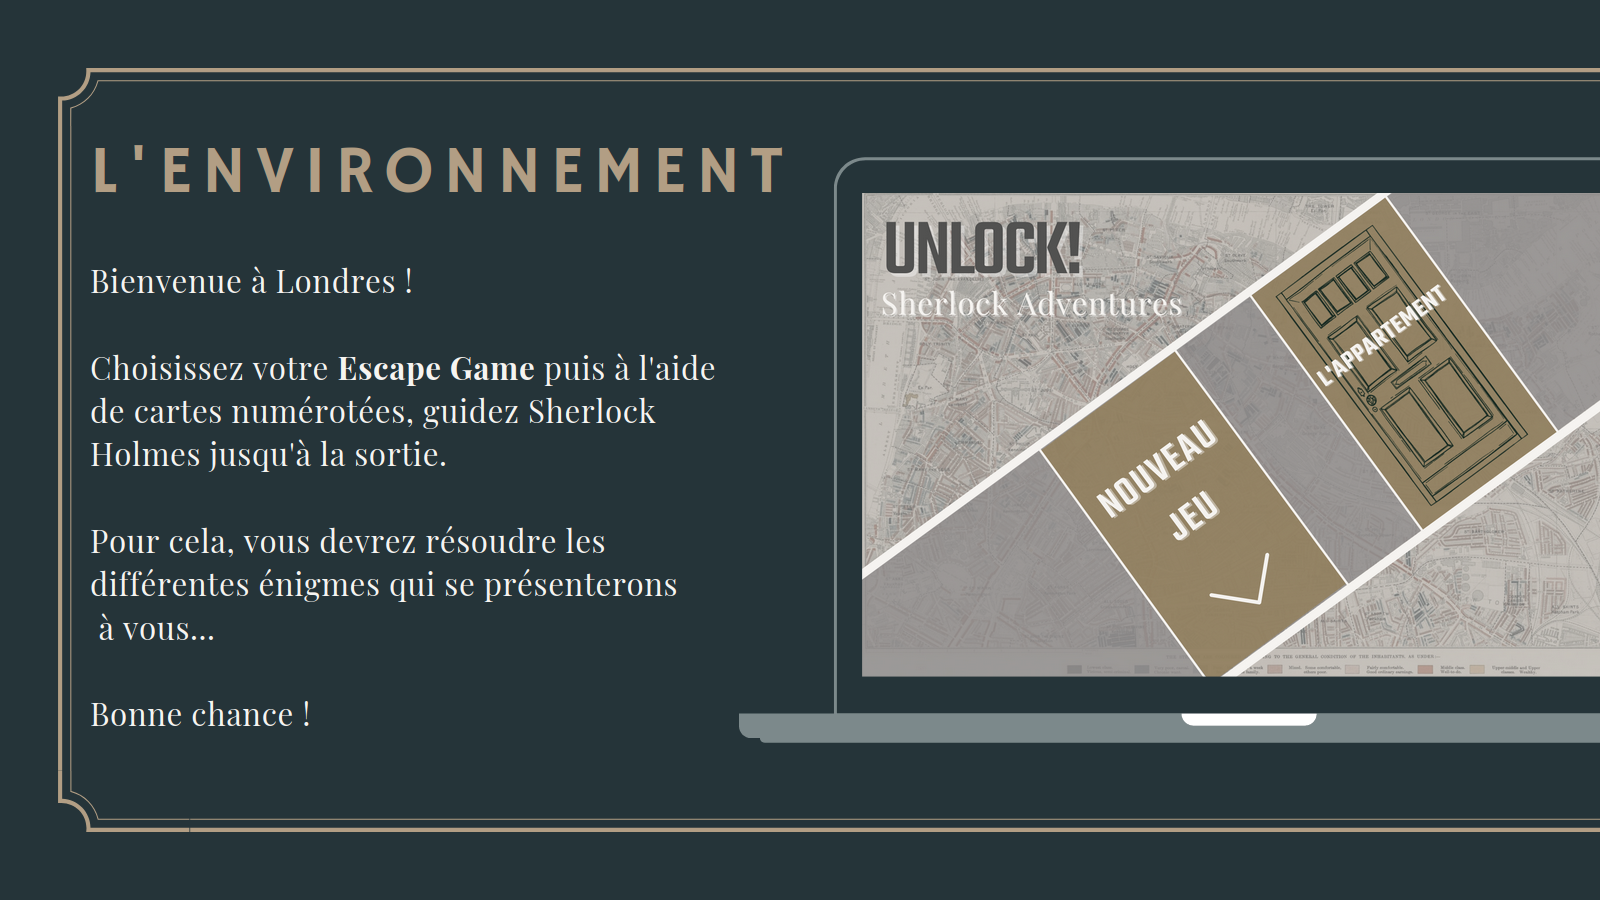 L'ENVIRONNEMENT
Bienvenue à Londres !
Choisissez votre Escape Game puis à l'aide
de cartes numérotées, guidez Sherlock
Holmes jusqu'à la sortie.
Pour cela, vous devrez résoudre les
différentes énigmes qui se présenterons
à vous...
Bonne chance !
UNLOCK!
Sherlock Adventures
L'APPARTEMENT
NOUVEAU
JEU